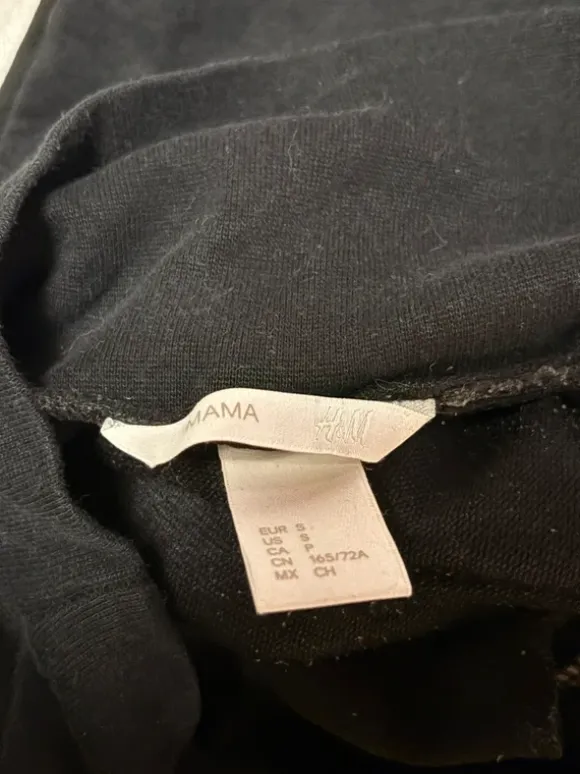 MAMA H&M
EUR S
US S
CA P
CN 165/72A
MX CH